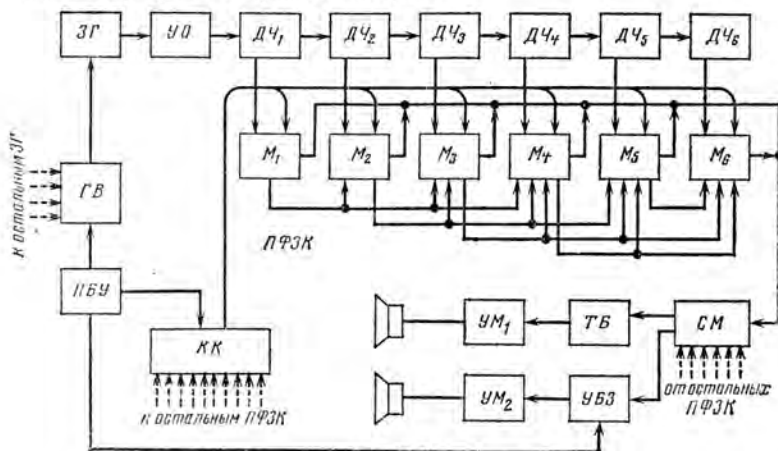 ЗГ
УО
ДЧ₁
ДЧ₂
ДЧ₃
ДЧ₄
ДЧ₅
ДЧ₆
М₁
М₂
М₃
М₄
М₅
М₆
к остальным ЗГ
ГВ
ПФЗК
ПБУ
КК
к остальным ПФЗК
УМ₁
ТБ
СМ
УМ₂
УБЗ
от остальных
ПФЗК